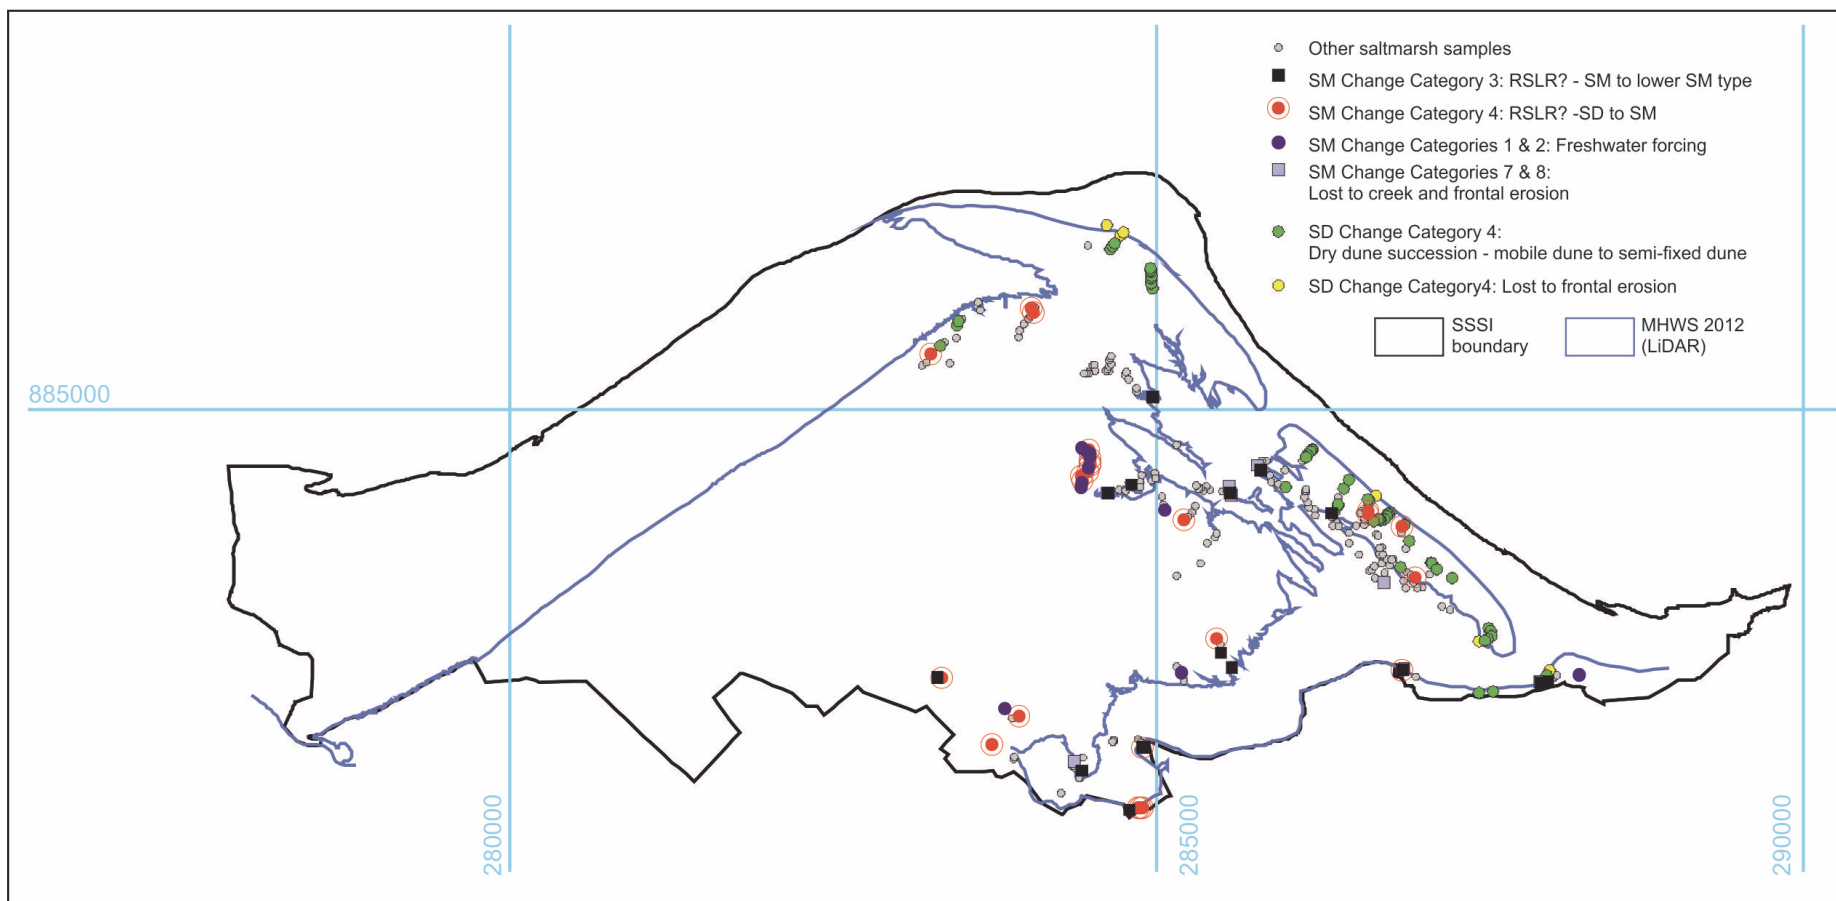 Other saltmarsh samples
SM Change Category 3: RSLR? - SM to lower SM type
SM Change Category 4: RSLR? -SD to SM
SM Change Categories 1 & 2: Freshwater forcing
SM Change Categories 7 & 8:
Lost to creek and frontal erosion
SD Change Category 4:
Dry dune succession - mobile dune to semi-fixed dune
SD Change Category4: Lost to frontal erosion
SSSI
boundary
MHWS 2012
(LiDAR)
885000
280000
285000
290000